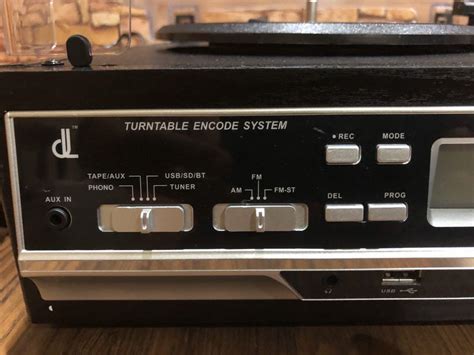 dL™
TURNTABLE ENCODE SYSTEM
TAPE/AUX USB/SD/BT
PHONO TUNER
AUX IN
FM
AM FM-ST
● REC MODE
DEL PROG
USB